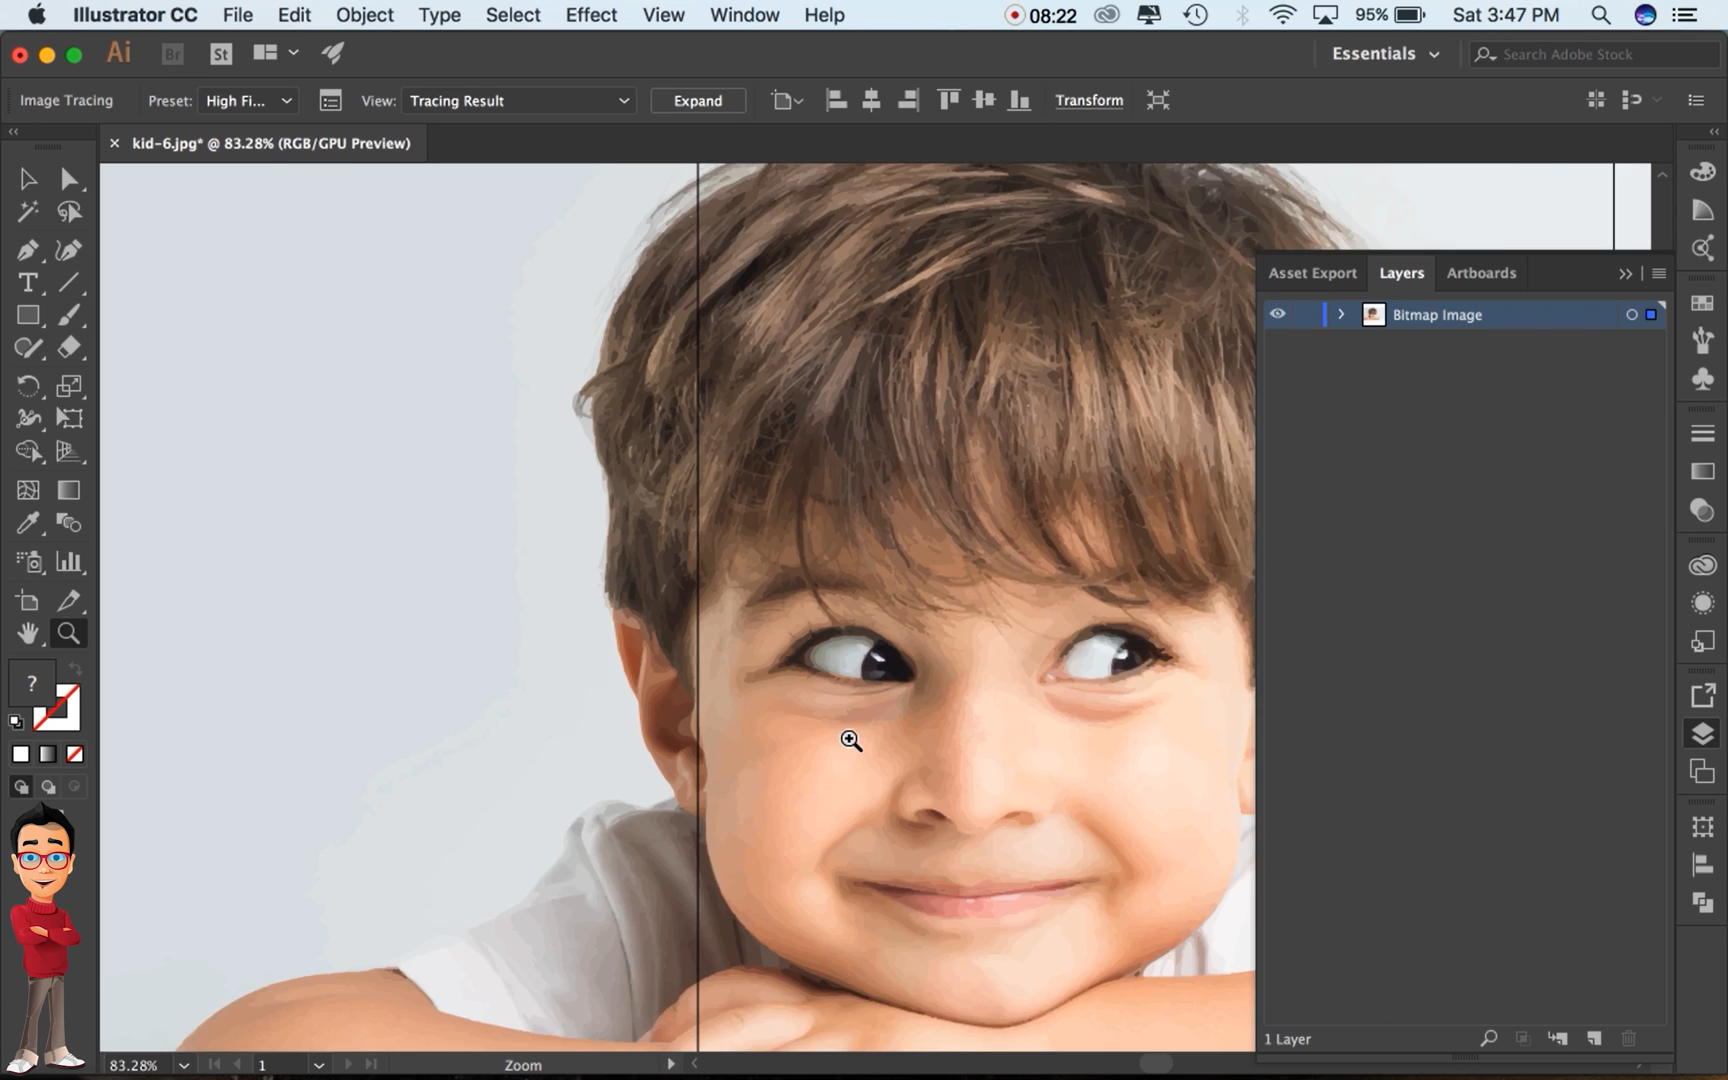 Illustrator CC File Edit Object Type Select Effect View Window Help 08:22 95% Sat 3:47 PM
Ai Br St Essentials Search Adobe Stock
Image Tracing Preset: High Fi... View: Tracing Result Expand Transform
× kid-6.jpg* @ 83.28% (RGB/GPU Preview)
Asset Export Layers Artboards
Bitmap Image
T
?
1 Layer
83.28% 1 Zoom